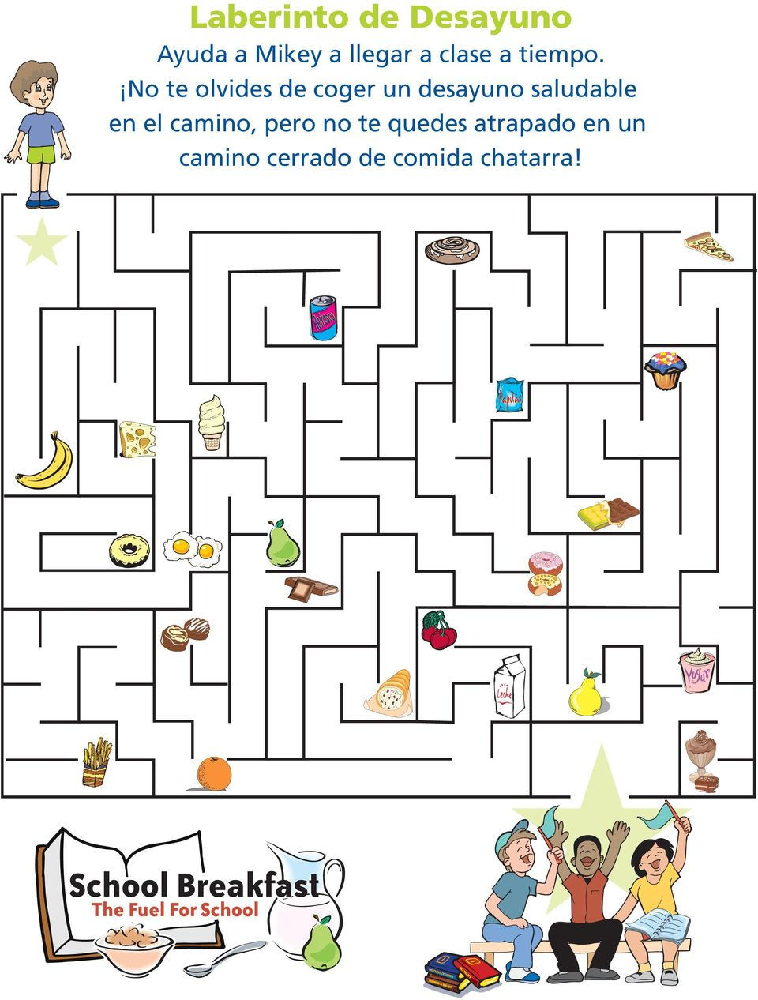 Laberinto de Desayuno
Ayuda a Mikey a llegar a clase a tiempo.
¡No te olvides de coger un desayuno saludable
en el camino, pero no te quedes atrapado en un
camino cerrado de comida chatarra!
Refresco
Papitas
Yogur
Leche
School Breakfast
The Fuel For School